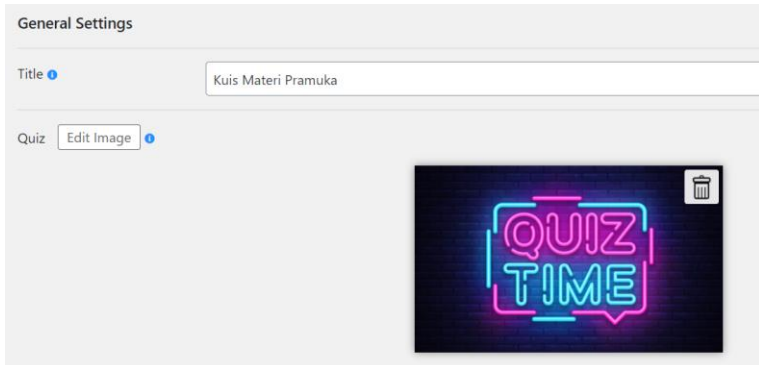 General Settings
Title
Kuis Materi Pramuka
Quiz Edit Image
QUIZ
TIME